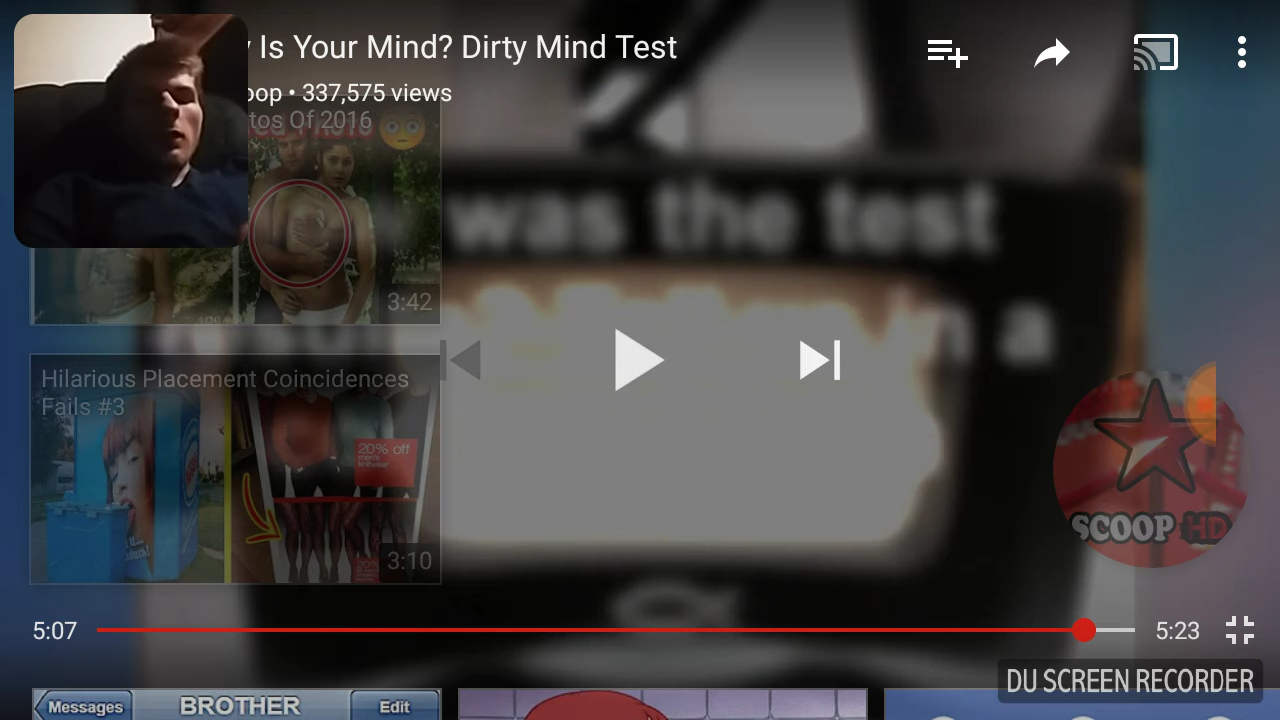 Is Your Mind? Dirty Mind Test
oop • 337,575 views
tos Of 2016
was the test
n a
3:42
Hilarious Placement Coincidences
Fails #3
20% off
men's
knitwear
3:10
SCOOP HD
5:07
5:23
DU SCREEN RECORDER
Messages
BROTHER
Edit